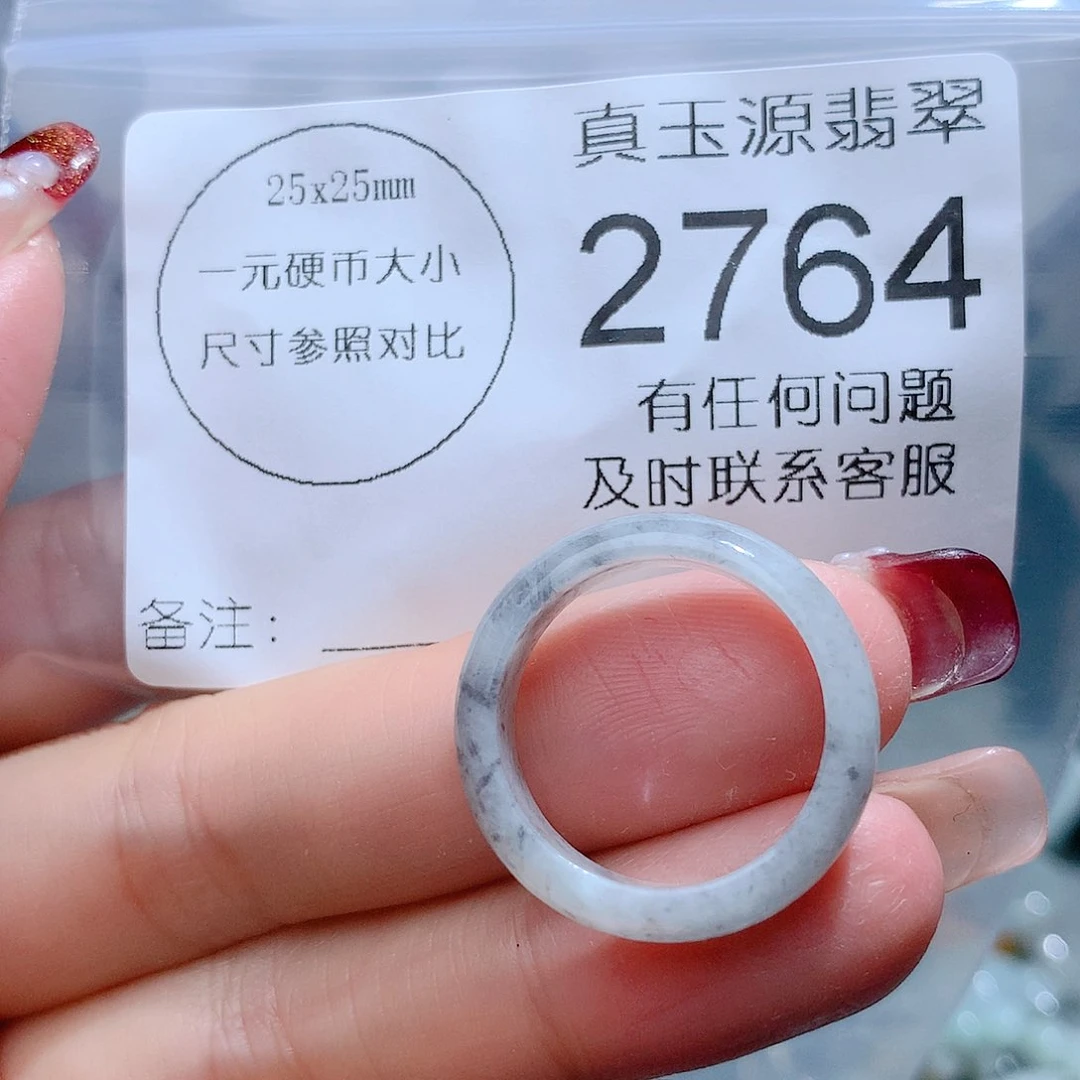 25x25mm
一元硬币大小
尺寸参照对比
真玉源翡翠
2764
有任何问题
及时联系客服
备注：